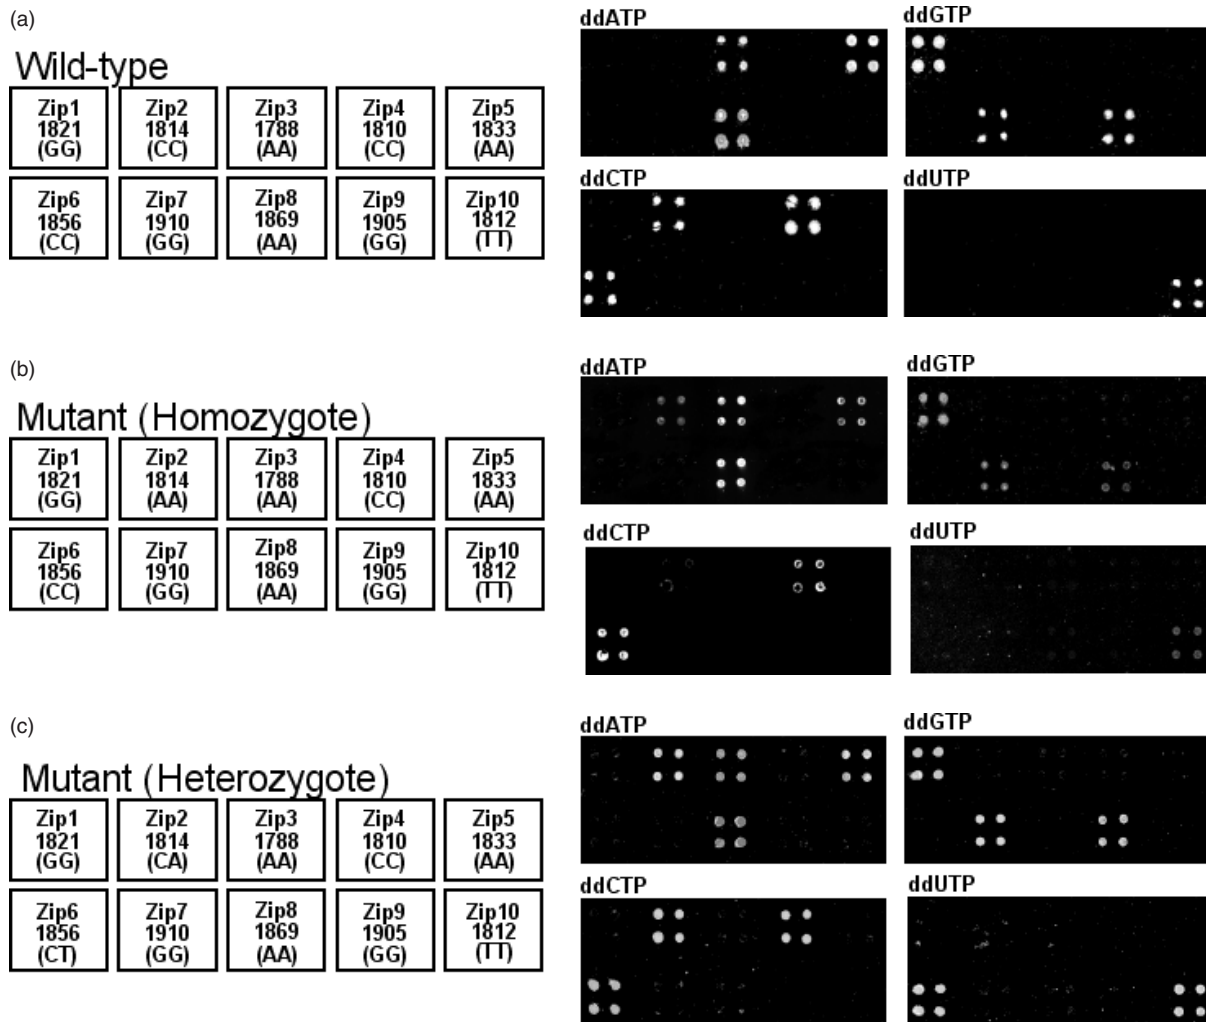 (a)
Wild-type
Zip1 Zip2 Zip3 Zip4 Zip5
1821 1814 1788 1810 1833
(GG) (CC) (AA) (CC) (AA)
Zip6 Zip7 Zip8 Zip9 Zip10
1856 1910 1869 1905 1812
(CC) (GG) (AA) (GG) (TT)
ddATP ddGTP
ddCTP ddUTP
(b)
Mutant (Homozygote)
Zip1 Zip2 Zip3 Zip4 Zip5
1821 1814 1788 1810 1833
(GG) (AA) (AA) (CC) (AA)
Zip6 Zip7 Zip8 Zip9 Zip10
1856 1910 1869 1905 1812
(CC) (GG) (AA) (GG) (TT)
ddATP ddGTP
ddCTP ddUTP
(c)
Mutant (Heterozygote)
Zip1 Zip2 Zip3 Zip4 Zip5
1821 1814 1788 1810 1833
(GG) (CA) (AA) (CC) (AA)
Zip6 Zip7 Zip8 Zip9 Zip10
1856 1910 1869 1905 1812
(CT) (GG) (AA) (GG) (TT)
ddATP ddGTP
ddCTP ddUTP